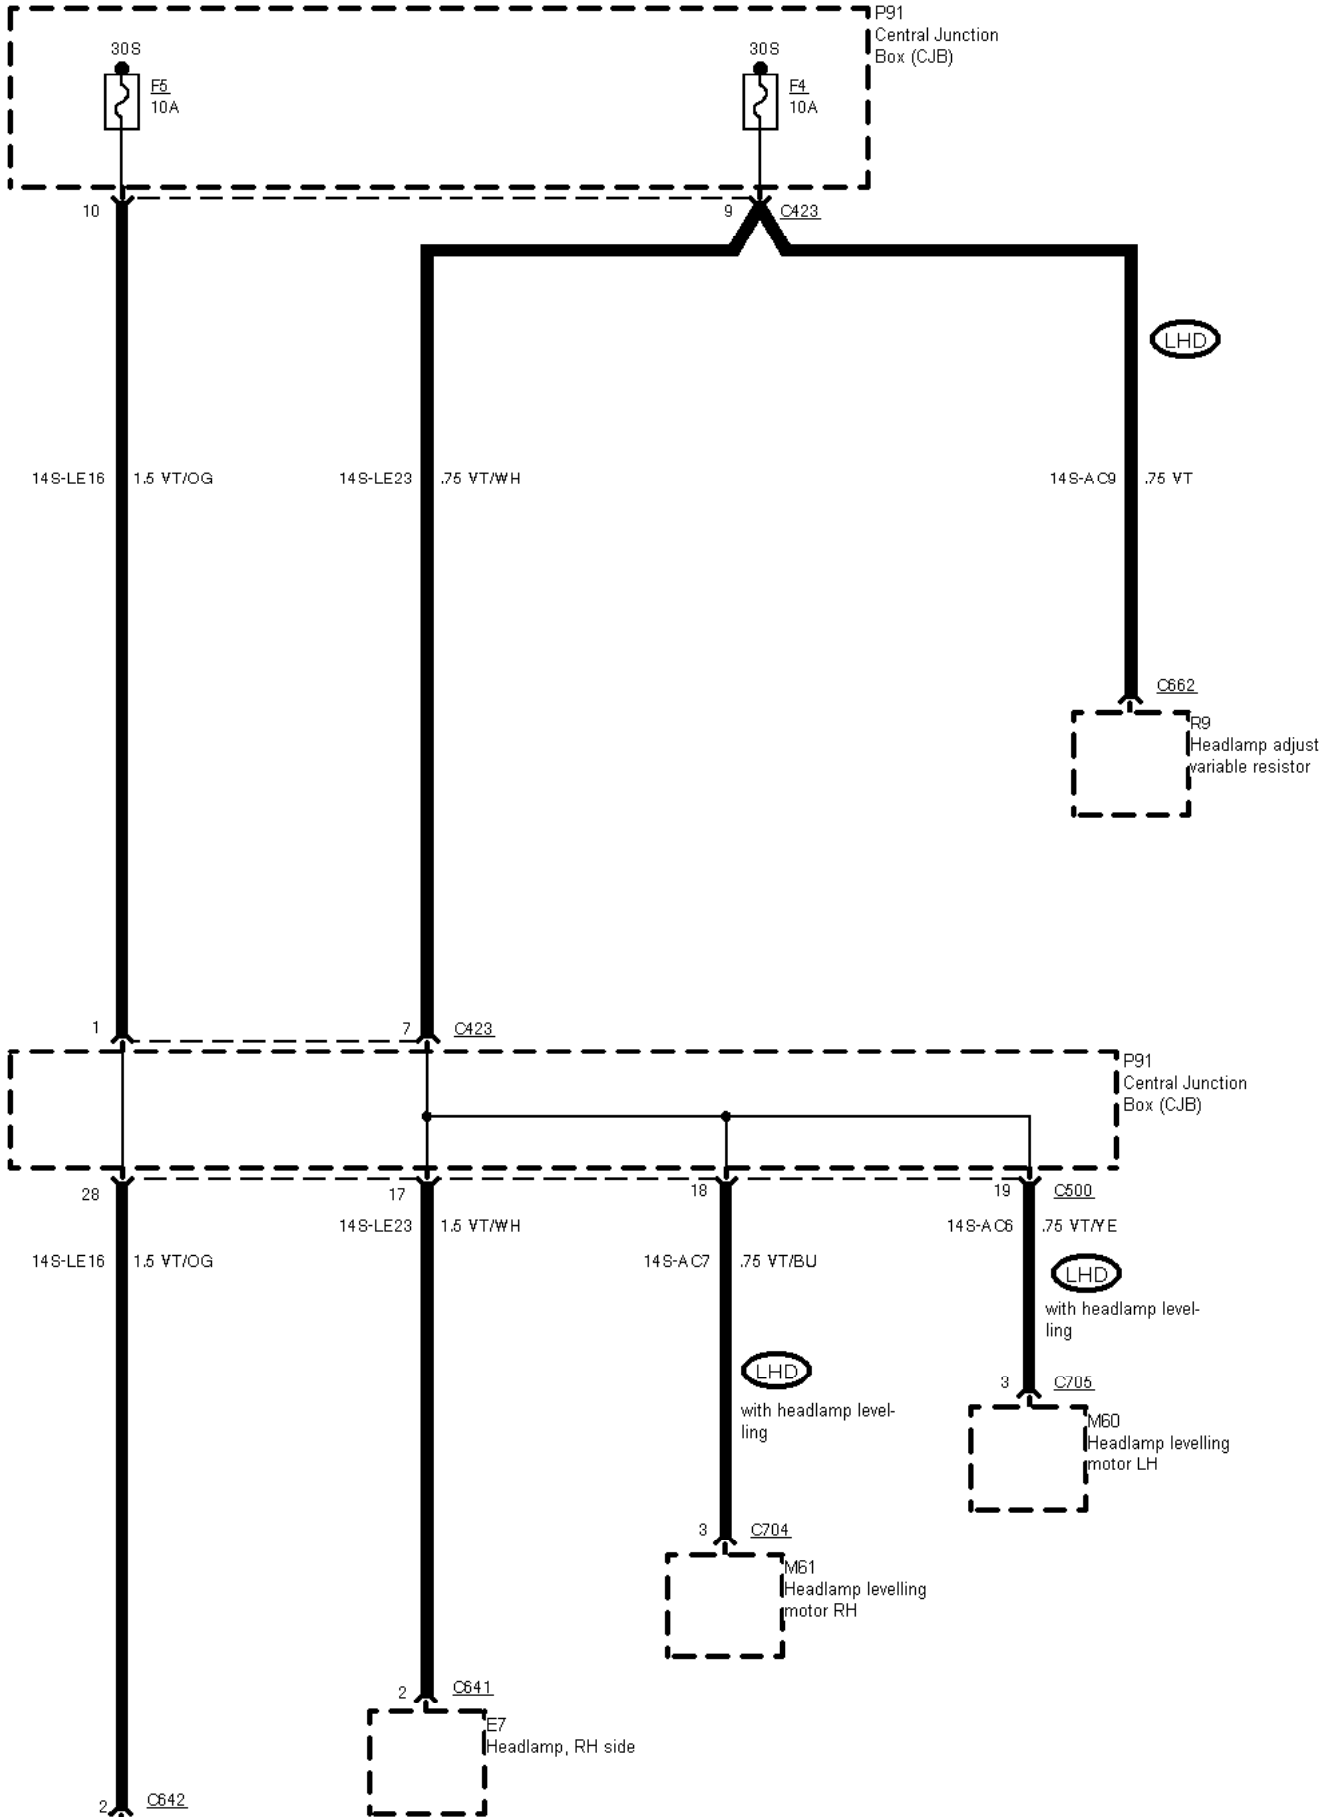 P91
Central Junction
Box (CJB)
30S
30S
F5
10A
F4
10A
10
9
C423
LHD
14S-LE16
1.5 VT/OG
14S-LE23
.75 VT/WH
14S-AC9
.75 VT
C662
R9
Headlamp adjust
variable resistor
1
7
C423
P91
Central Junction
Box (CJB)
28
17
18
19
C500
14S-LE23
1.5 VT/WH
14S-AC6
.75 VT/YE
14S-LE16
1.5 VT/OG
14S-AC7
.75 VT/BU
LHD
with headlamp level-
ling
LHD
with headlamp level-
ling
3
C705
M60
Headlamp levelling
motor LH
3
C704
M61
Headlamp levelling
motor RH
2
C641
E7
Headlamp, RH side
2
C642